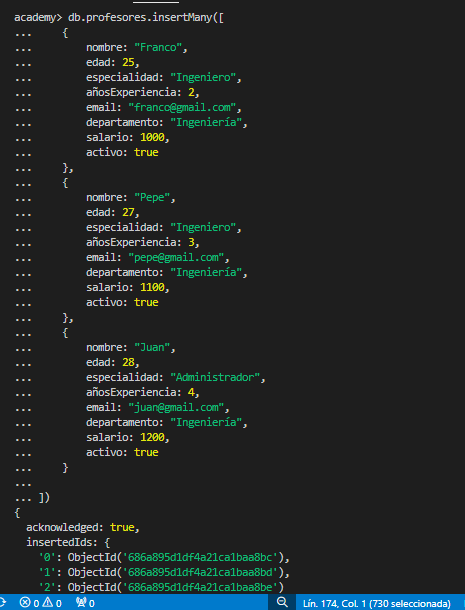 academy> db.profesores.insertMany([
...     {
...         nombre: "Franco",
...         edad: 25,
...         especialidad: "Ingeniero",
...         añosExperiencia: 2,
...         email: "franco@gmail.com",
...         departamento: "Ingeniería",
...         salario: 1000,
...         activo: true
...     },
...     {
...         nombre: "Pepe",
...         edad: 27,
...         especialidad: "Ingeniero",
...         añosExperiencia: 3,
...         email: "pepe@gmail.com",
...         departamento: "Ingeniería",
...         salario: 1100,
...         activo: true
...     },
...     {
...         nombre: "Juan",
...         edad: 28,
...         especialidad: "Administrador",
...         añosExperiencia: 4,
...         email: "juan@gmail.com",
...         departamento: "Ingeniería",
...         salario: 1200,
...         activo: true
...     }
...
... ])
{
  acknowledged: true,
  insertedIds: {
    '0': ObjectId('686a895d1df4a21ca1baa8bc'),
    '1': ObjectId('686a895d1df4a21ca1baa8bd'),
    '2': ObjectId('686a895d1df4a21ca1baa8be')
0 0 0 Lín. 174, Col. 1 (730 seleccionada)